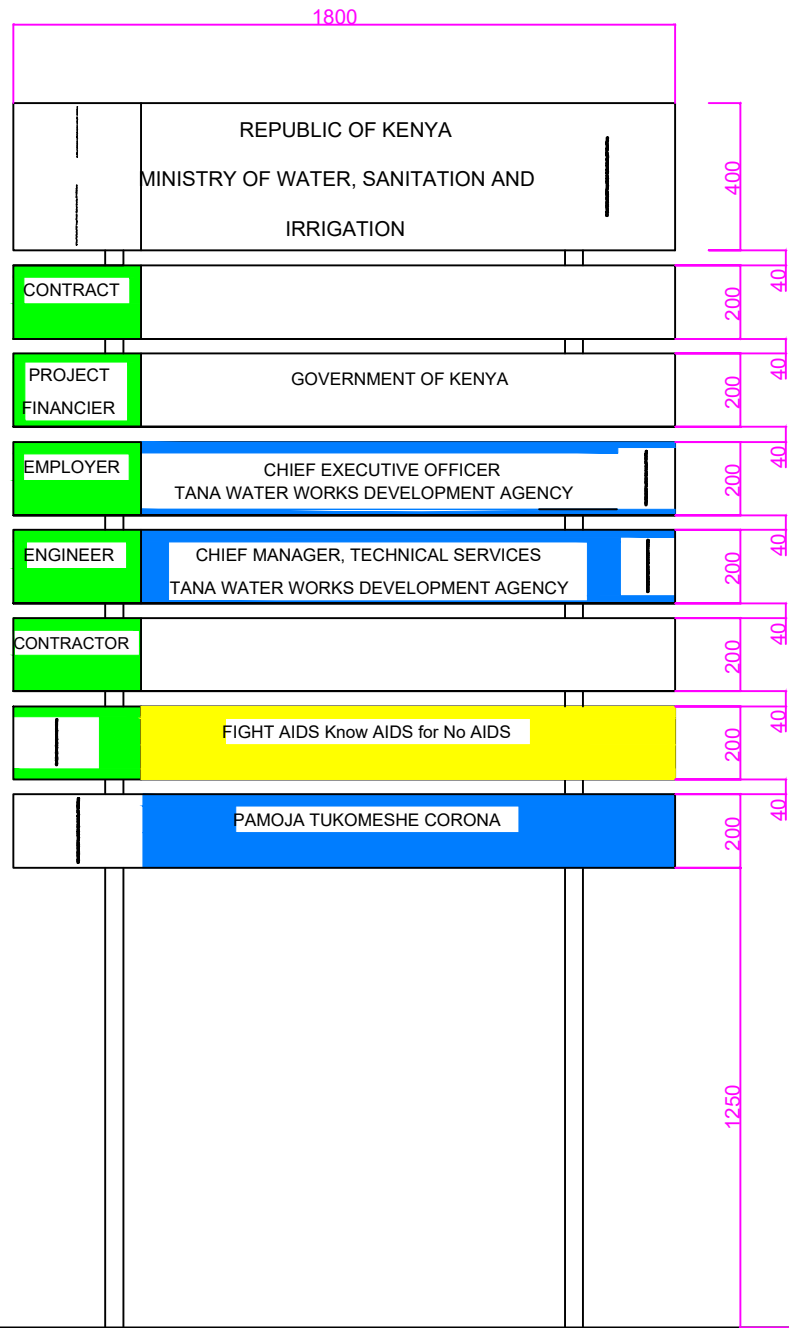 1800
REPUBLIC OF KENYA
MINISTRY OF WATER, SANITATION AND
IRRIGATION
400
40
CONTRACT
200
40
PROJECT
FINANCIER
GOVERNMENT OF KENYA
200
40
EMPLOYER
CHIEF EXECUTIVE OFFICER
TANA WATER WORKS DEVELOPMENT AGENCY
200
40
ENGINEER
CHIEF MANAGER, TECHNICAL SERVICES
TANA WATER WORKS DEVELOPMENT AGENCY
200
40
CONTRACTOR
200
40
FIGHT AIDS Know AIDS for No AIDS
200
40
PAMOJA TUKOMESHE CORONA
200
1250